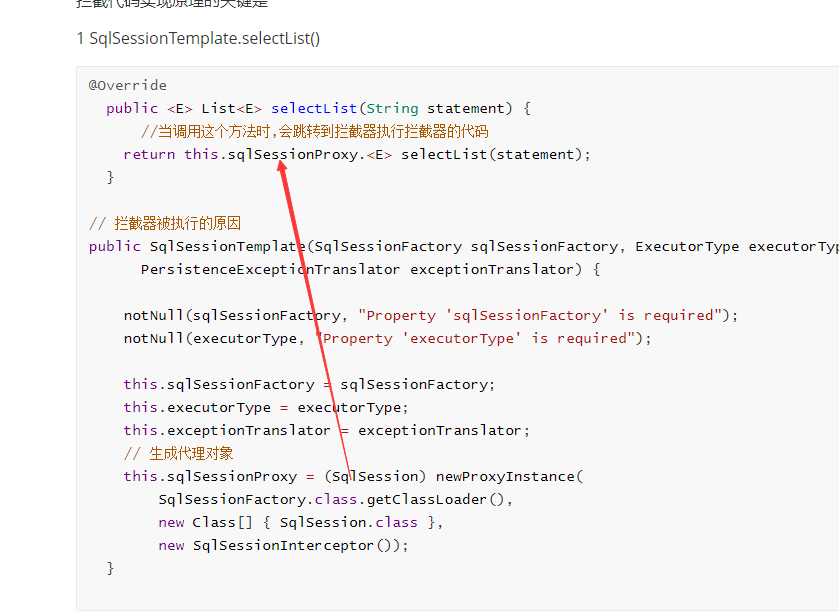 拦截代码实现原理的关键是
1 SqlSessionTemplate.selectList()
@Override
public <E> List<E> selectList(String statement) {
//当调用这个方法时,会跳转到拦截器执行拦截器的代码
return this.sqlSessionProxy.<E> selectList(statement);
}
// 拦截器被执行的原因
public SqlSessionTemplate(SqlSessionFactory sqlSessionFactory, ExecutorType executorTyp
PersistenceExceptionTranslator exceptionTranslator) {
notNull(sqlSessionFactory, "Property 'sqlSessionFactory' is required");
notNull(executorType, "Property 'executorType' is required");
this.sqlSessionFactory = sqlSessionFactory;
this.executorType = executorType;
this.exceptionTranslator = exceptionTranslator;
// 生成代理对象
this.sqlSessionProxy = (SqlSession) newProxyInstance(
SqlSessionFactory.class.getClassLoader(),
new Class[] { SqlSession.class },
new SqlSessionInterceptor());
}